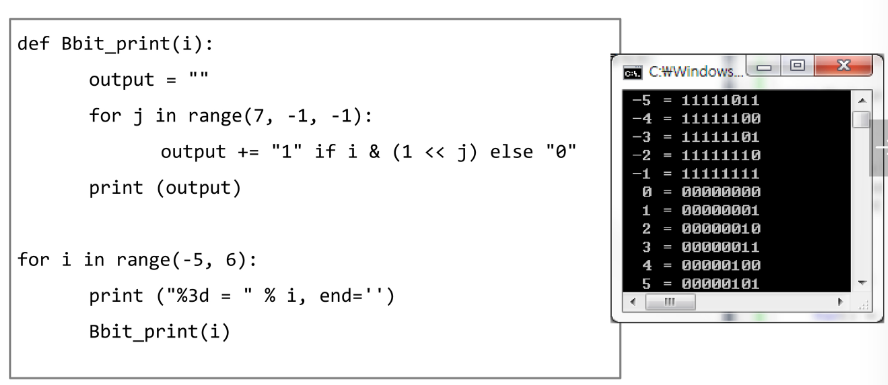 def Bbit_print(i):
output = ""
for j in range(7, -1, -1):
output += "1" if i & (1 << j) else "0"
print (output)
for i in range(-5, 6):
print ("%3d = " % i, end='')
Bbit_print(i)
C:₩Windows...
-5 = 11111011
-4 = 11111100
-3 = 11111101
-2 = 11111110
-1 = 11111111
0 = 00000000
1 = 00000001
2 = 00000010
3 = 00000011
4 = 00000100
5 = 00000101